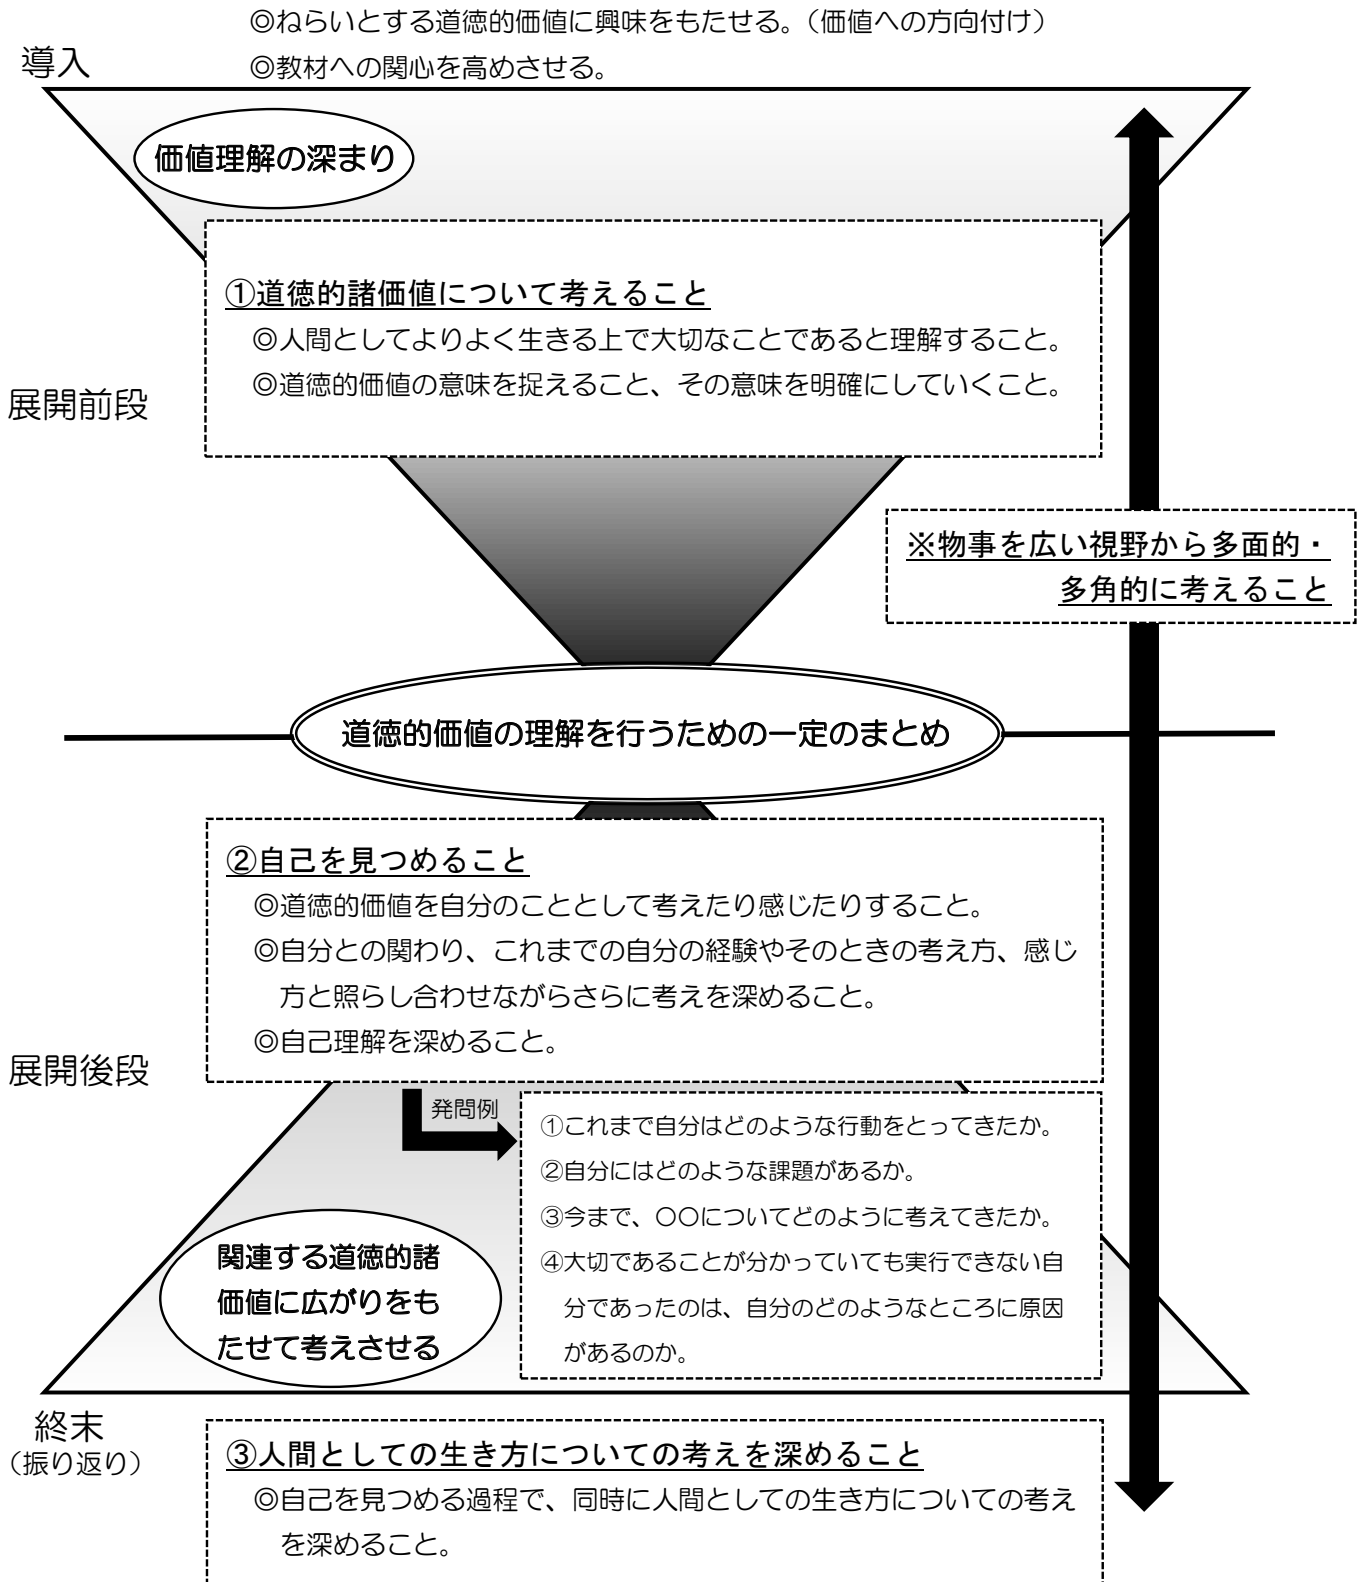 ◎ねらいとする道徳的価値に興味をもたせる。（価値への方向付け）
導入
◎教材への関心を高めさせる。
価値理解の深まり
①道徳的諸価値について考えること
◎人間としてよりよく生きる上で大切なことであると理解すること。
◎道徳的価値の意味を捉えること、その意味を明確にしていくこと。
展開前段
※物事を広い視野から多面的・
多角的に考えること
道徳的価値の理解を行うための一定のまとめ
②自己を見つめること
◎道徳的価値を自分のこととして考えたり感じたりすること。
◎自分との関わり、これまでの自分の経験やそのときの考え方、感じ
方と照らし合わせながらさらに考えを深めること。
◎自己理解を深めること。
展開後段
発問例
①これまで自分はどのような行動をとってきたか。
②自分にはどのような課題があるか。
③今まで、〇〇についてどのように考えてきたか。
④大切であることが分かっていても実行できない自
分であったのは、自分のどのようなところに原因
があるのか。
関連する道徳的諸
価値に広がりをも
たせて考えさせる
終末
（振り返り）
③人間としての生き方についての考えを深めること
◎自己を見つめる過程で、同時に人間としての生き方についての考え
を深めること。